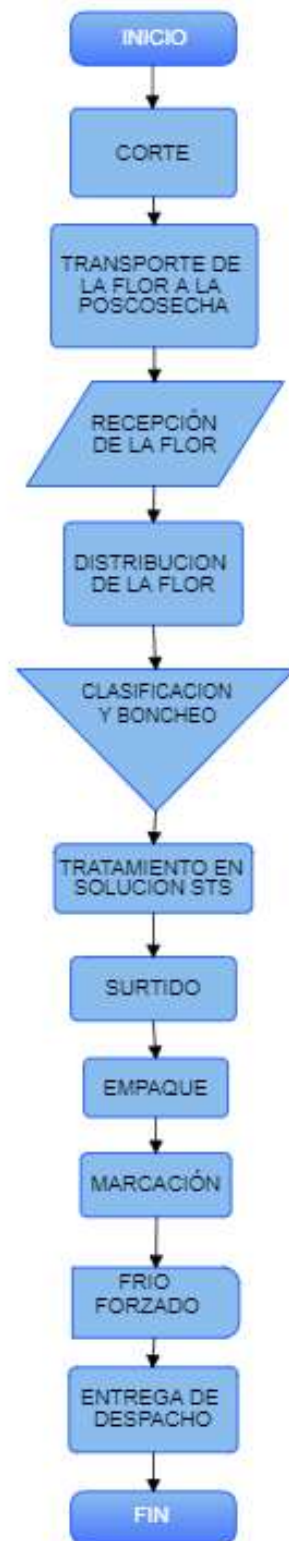 INICIO
CORTE
TRANSPORTE DE
LA FLOR A LA
POSCOSECHA
RECEPCIÓN
DE LA FLOR
DISTRIBUCION
DE LA FLOR
CLASIFICACION
Y BONCHEO
TRATAMIENTO EN
SOLUCION STS
SURTIDO
EMPAQUE
MARCACIÓN
FRIO
FORZADO
ENTREGA DE
DESPACHO
FIN